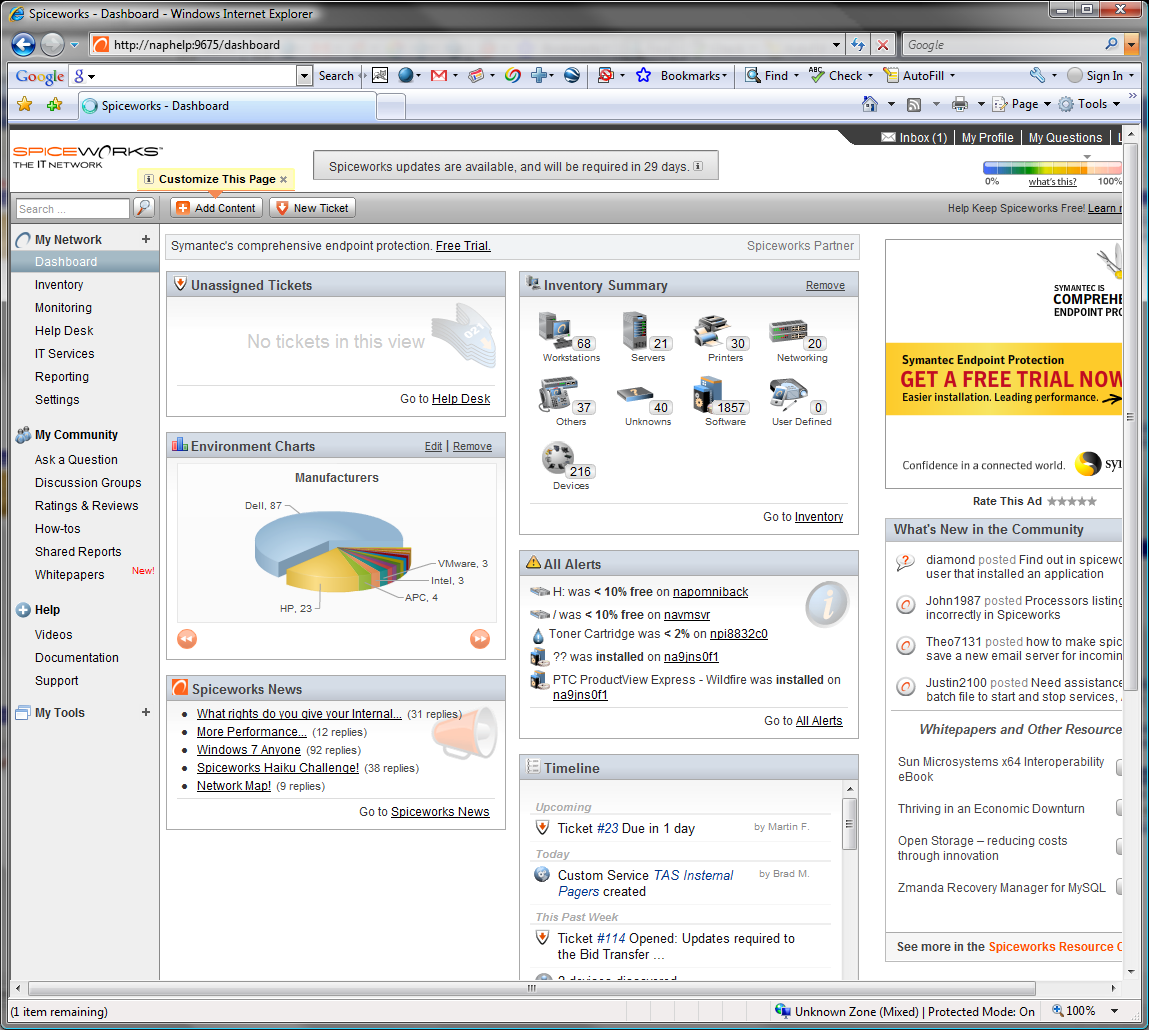 Spiceworks - Dashboard - Windows Internet Explorer
http://naphelp:9675/dashboard
Google
Google
Search
Bookmarks
Find
ABC
Check
AutoFill
Sign In
Spiceworks - Dashboard
Page
Tools
Inbox (1)
My Profile
My Questions
SPICEWORKS™
THE IT NETWORK
Customize This Page
Spiceworks updates are available, and will be required in 29 days.
0%
what's this?
100%
Search ...
Add Content
New Ticket
Help Keep Spiceworks Free!
My Network
Dashboard
Inventory
Monitoring
Help Desk
IT Services
Reporting
Settings
My Community
Ask a Question
Discussion Groups
Ratings & Reviews
How-tos
Shared Reports
Whitepapers
New!
Help
Videos
Documentation
Support
My Tools
Symantec's comprehensive endpoint protection. Free Trial.
Spiceworks Partner
Unassigned Tickets
No tickets in this view
021
Go to Help Desk
Environment Charts
Edit | Remove
Manufacturers
Dell, 87
VMware, 3
Intel, 3
APC, 4
HP, 23
Spiceworks News
What rights do you give your Internal... (31 replies)
More Performance... (12 replies)
Windows 7 Anyone (92 replies)
Spiceworks Haiku Challenge! (38 replies)
Network Map! (9 replies)
Go to Spiceworks News
Inventory Summary
Remove
68
Workstations
21
Servers
30
Printers
20
Networking
37
Others
40
Unknowns
1857
Software
0
User Defined
216
Devices
Go to Inventory
All Alerts
H: was < 10% free on napomniback
/ was < 10% free on navmsvr
Toner Cartridge was < 2% on npi8832c0
?? was installed on na9jns0f1
PTC ProductView Express - Wildfire was installed on
na9jns0f1
Go to All Alerts
Timeline
Upcoming
Ticket #23 Due in 1 day
by Martin F.
Today
Custom Service TAS Insternal
Pagers created
by Brad M.
This Past Week
Ticket #114 Opened: Updates required to
the Bid Transfer ...
SYMANTEC IS
ENDPOINT
Symantec Endpoint Protection
GET A FREE TRIAL NOW
Easier installation. Leading performance.
Confidence in a connected world.
Rate This Ad
What's New in the Community
diamond posted Find out in
user that installed an application
John1987 posted Processors listing
incorrectly in Spiceworks
Theo7131 posted how to make
save a new email server for
Justin2100 posted Need assistance
batch file to start and stop services,
Whitepapers and Other
Sun Microsystems x64 Interoperability
eBook
Thriving in an Economic Downturn
Open Storage – reducing costs
through innovation
Zmanda Recovery Manager for MySQL
See more in the Spiceworks Resource
(1 item remaining)
Unknown Zone (Mixed) | Protected Mode: On
100%